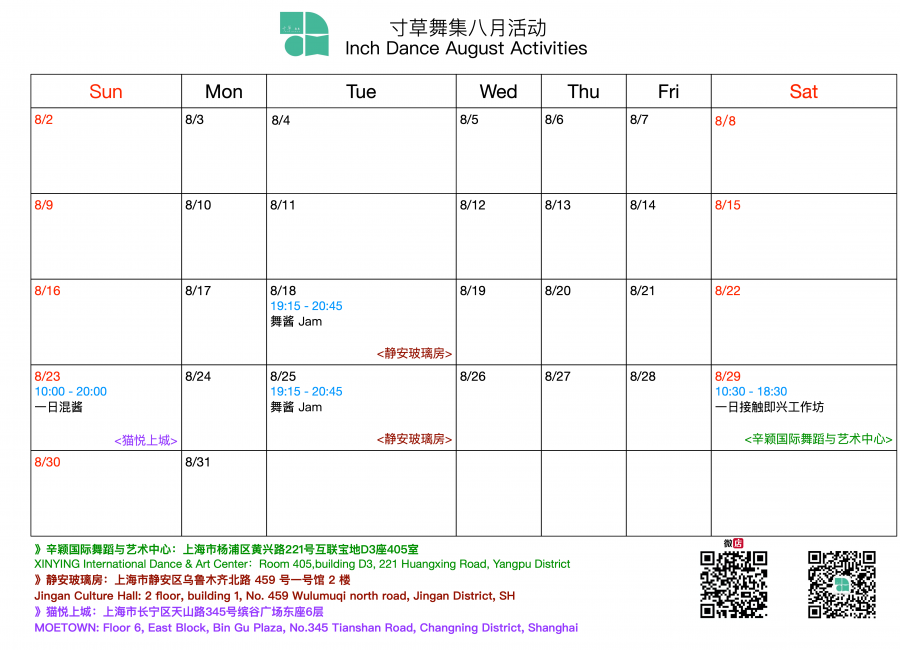 寸草舞集八月活动
Inch Dance August Activities
Sun Mon Tue Wed Thu Fri Sat
8/2 8/3 8/4 8/5 8/6 8/7 8/8
8/9 8/10 8/11 8/12 8/13 8/14 8/15
8/16 8/17 8/18 8/19 8/20 8/21 8/22
19:15 - 20:45
舞酱 Jam
<静安玻璃房>
8/23 8/24 8/25 8/26 8/27 8/28 8/29
10:00 - 20:00 19:15 - 20:45 10:30 - 18:30
一日混酱 舞酱 Jam 一日接触即兴工作坊
<猫悦上城> <静安玻璃房> <辛颖国际舞蹈与艺术中心>
8/30 8/31
》辛颖国际舞蹈与艺术中心：上海市杨浦区黄兴路221号互联宝地D3座405室
XINYING International Dance & Art Center：Room 405,building D3, 221 Huangxing Road, Yangpu District
》静安玻璃房：上海市静安区乌鲁木齐北路 459 号一号馆 2 楼
Jingan Culture Hall: 2 floor, building 1, No. 459 Wulumuqi north road, Jingan District, SH
》猫悦上城：上海市长宁区天山路345号缤谷广场东座6层
MOETOWN: Floor 6, East Block, Bin Gu Plaza, No.345 Tianshan Road, Changning District, Shanghai
微店